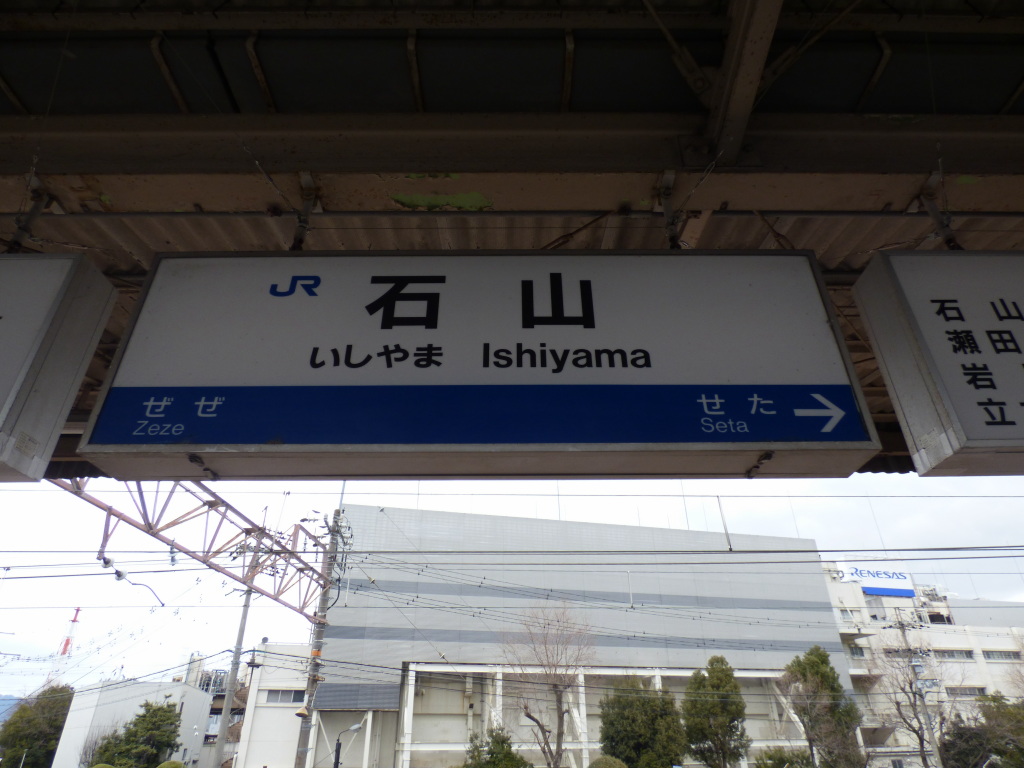 JR 石山
いしやま Ishiyama
ぜぜ せた
Zeze Seta
石山
瀬田
岩
立
RENESAS